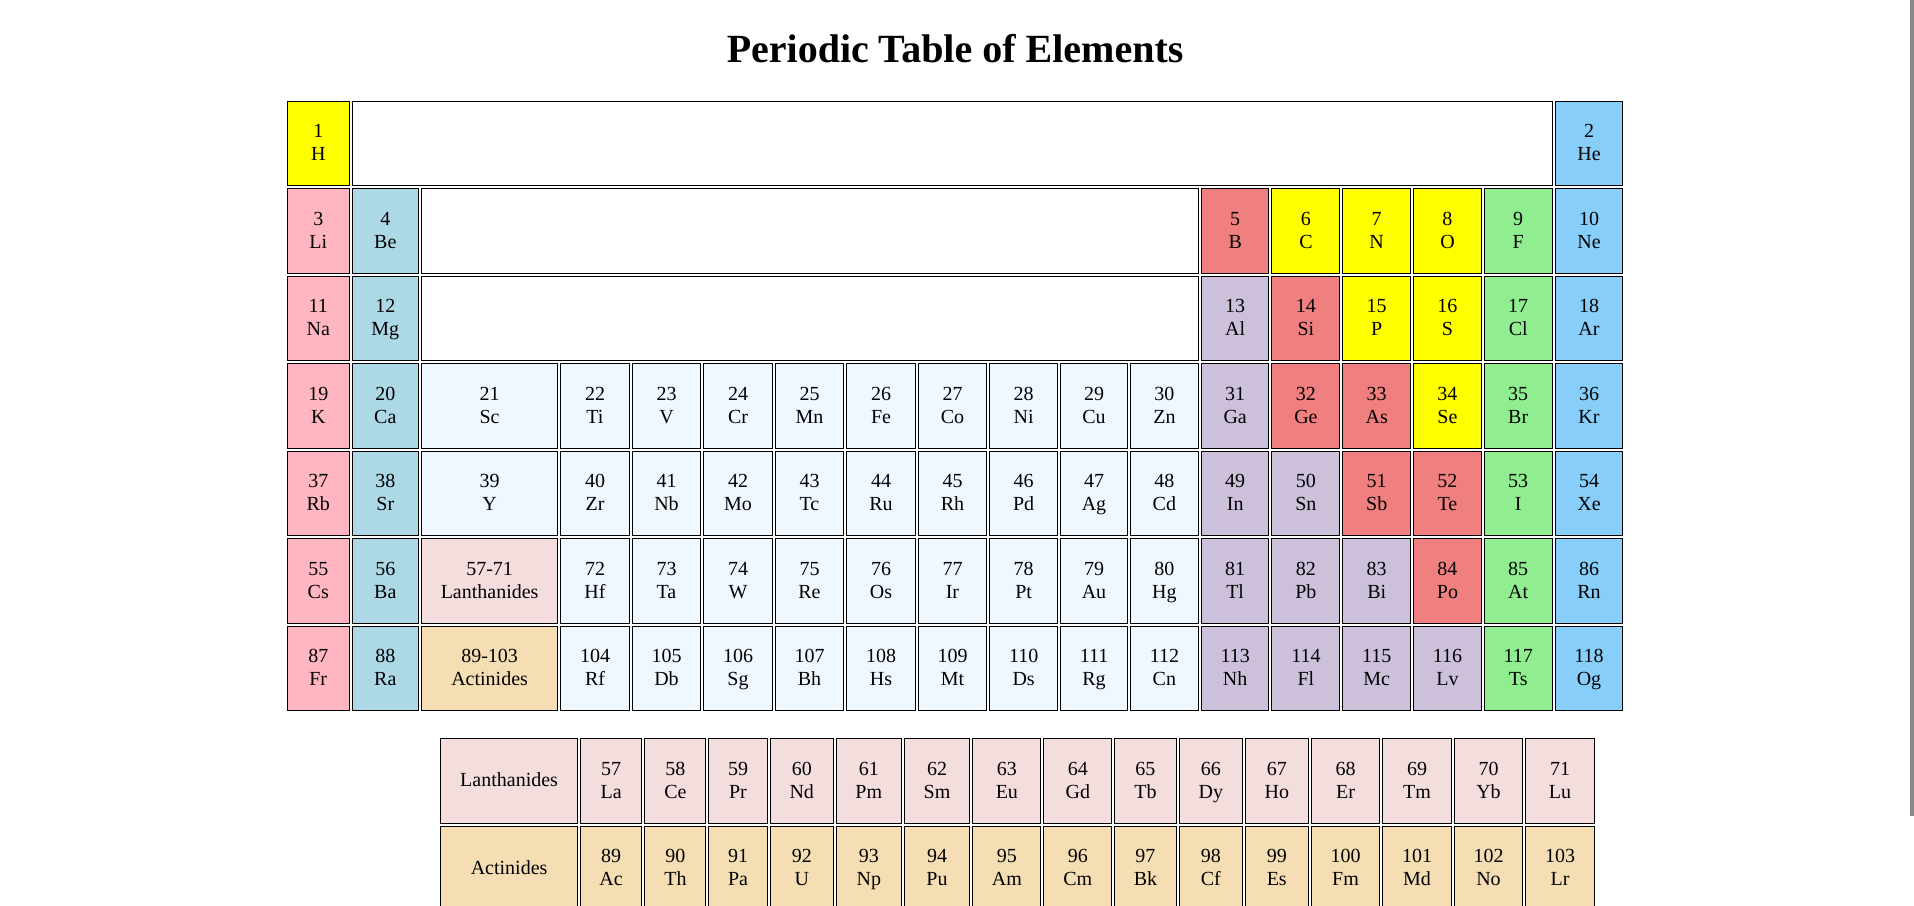 Periodic Table of Elements
1 2
H He
3 4 5 6 7 8 9 10
Li Be B C N O F Ne
11 12 13 14 15 16 17 18
Na Mg Al Si P S Cl Ar
19 20 21 22 23 24 25 26 27 28 29 30 31 32 33 34 35 36
K Ca Sc Ti V Cr Mn Fe Co Ni Cu Zn Ga Ge As Se Br Kr
37 38 39 40 41 42 43 44 45 46 47 48 49 50 51 52 53 54
Rb Sr Y Zr Nb Mo Tc Ru Rh Pd Ag Cd In Sn Sb Te I Xe
55 56 57-71 72 73 74 75 76 77 78 79 80 81 82 83 84 85 86
Cs Ba Lanthanides Hf Ta W Re Os Ir Pt Au Hg Tl Pb Bi Po At Rn
87 88 89-103 104 105 106 107 108 109 110 111 112 113 114 115 116 117 118
Fr Ra Actinides Rf Db Sg Bh Hs Mt Ds Rg Cn Nh Fl Mc Lv Ts Og
Lanthanides
57 58 59 60 61 62 63 64 65 66 67 68 69 70 71
La Ce Pr Nd Pm Sm Eu Gd Tb Dy Ho Er Tm Yb Lu
Actinides
89 90 91 92 93 94 95 96 97 98 99 100 101 102 103
Ac Th Pa U Np Pu Am Cm Bk Cf Es Fm Md No Lr